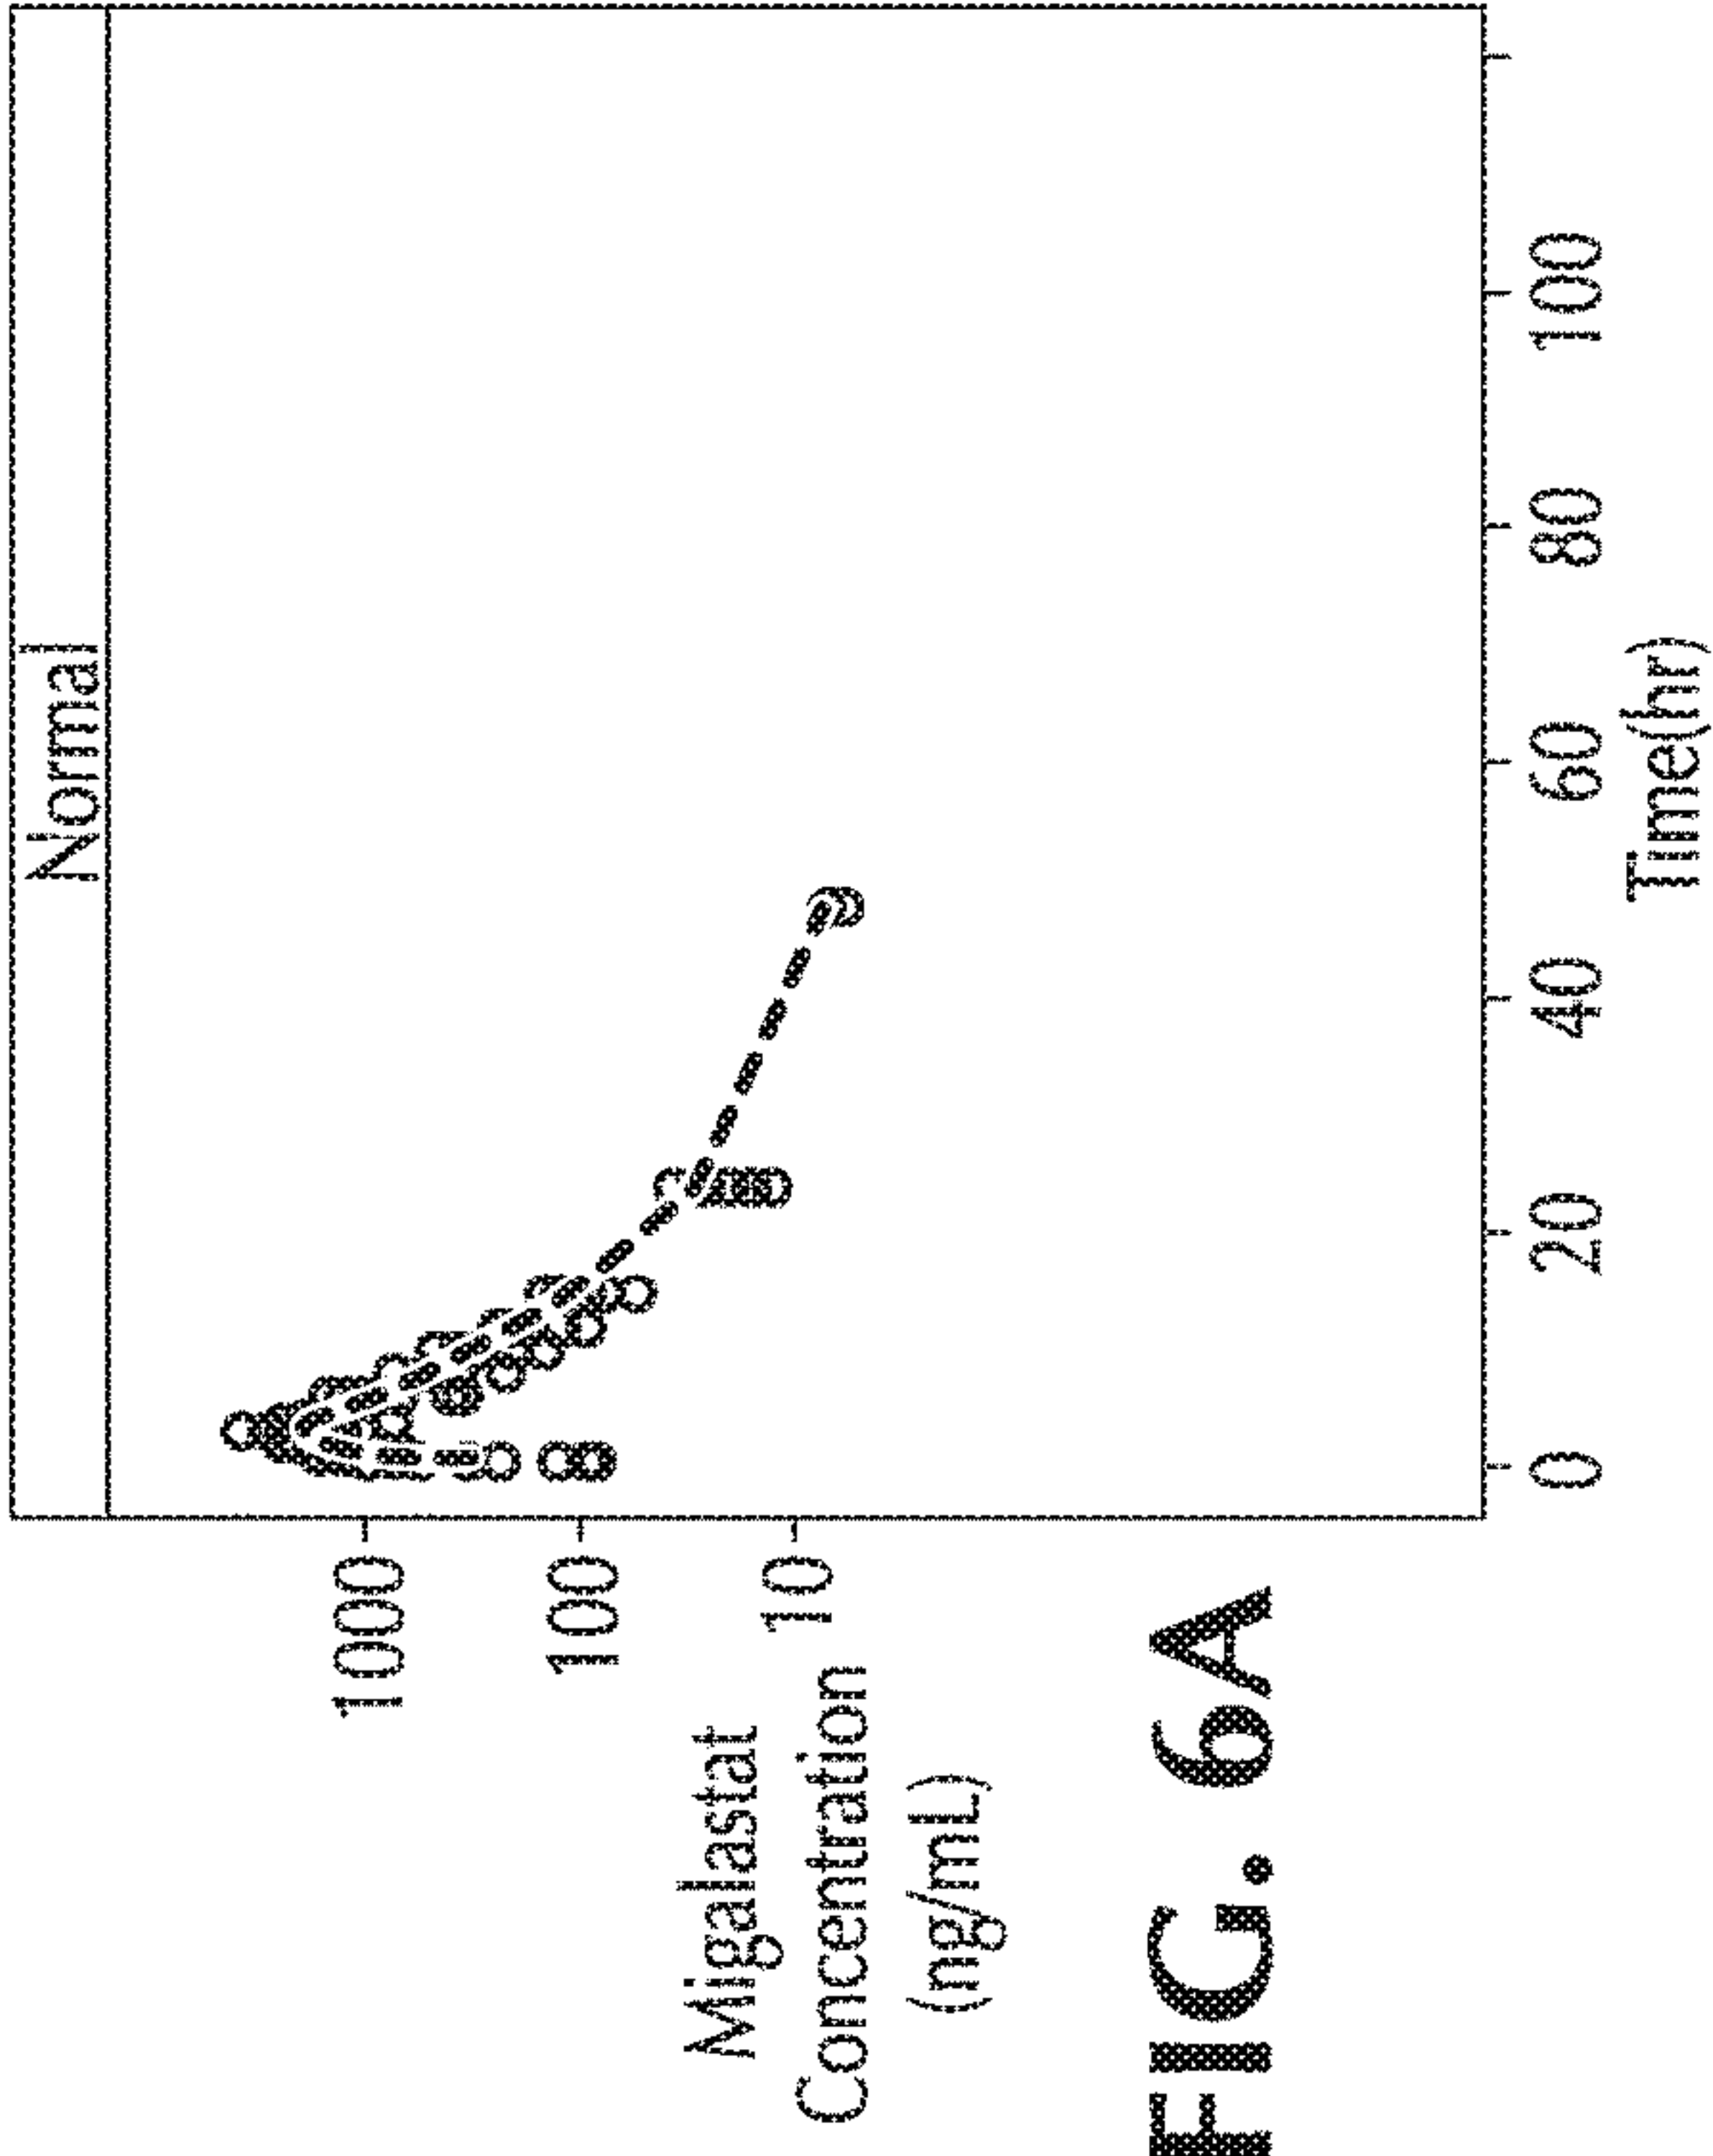 Normal
1000
100
10
Migalastat
Concentration
(ng/mL)
0 20 40 60 80 100
Time(hr)
FIG. 6A